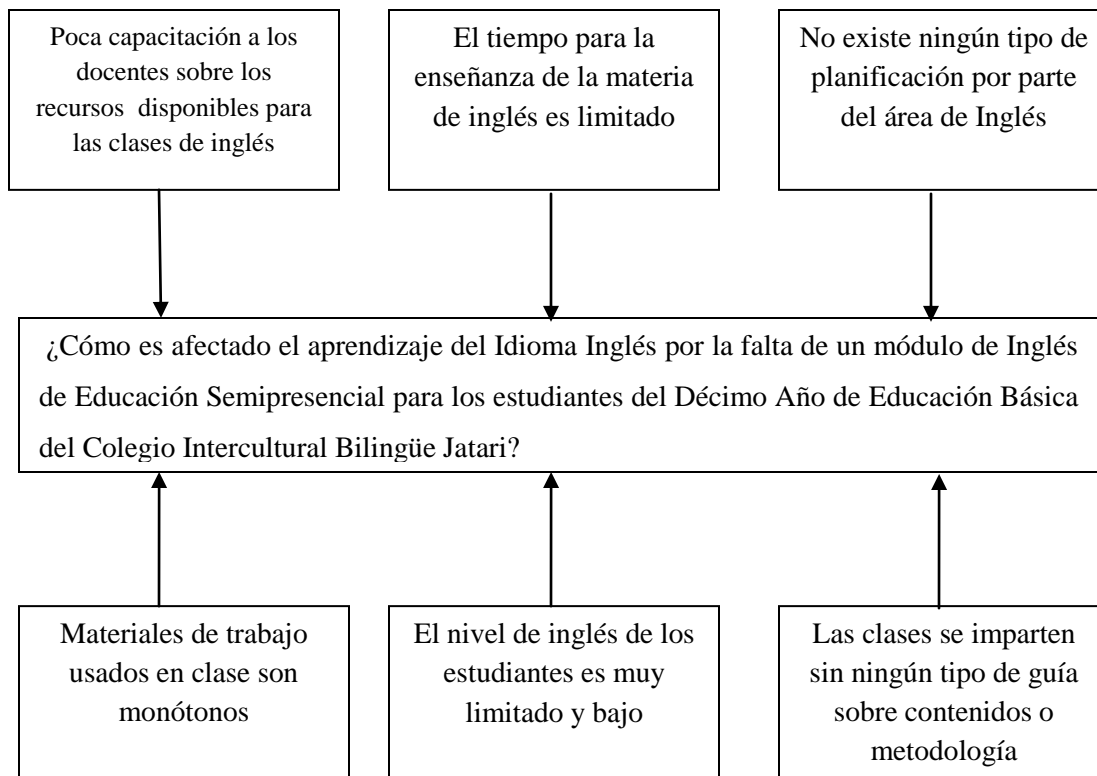 Poca capacitación a los
docentes sobre los
recursos disponibles para
las clases de inglés
El tiempo para la
enseñanza de la materia
de inglés es limitado
No existe ningún tipo de
planificación por parte
del área de Inglés
¿Cómo es afectado el aprendizaje del Idioma Inglés por la falta de un módulo de Inglés
de Educación Semipresencial para los estudiantes del Décimo Año de Educación Básica
del Colegio Intercultural Bilingüe Jatari?
Materiales de trabajo
usados en clase son
monótonos
El nivel de inglés de los
estudiantes es muy
limitado y bajo
Las clases se imparten
sin ningún tipo de guía
sobre contenidos o
metodología